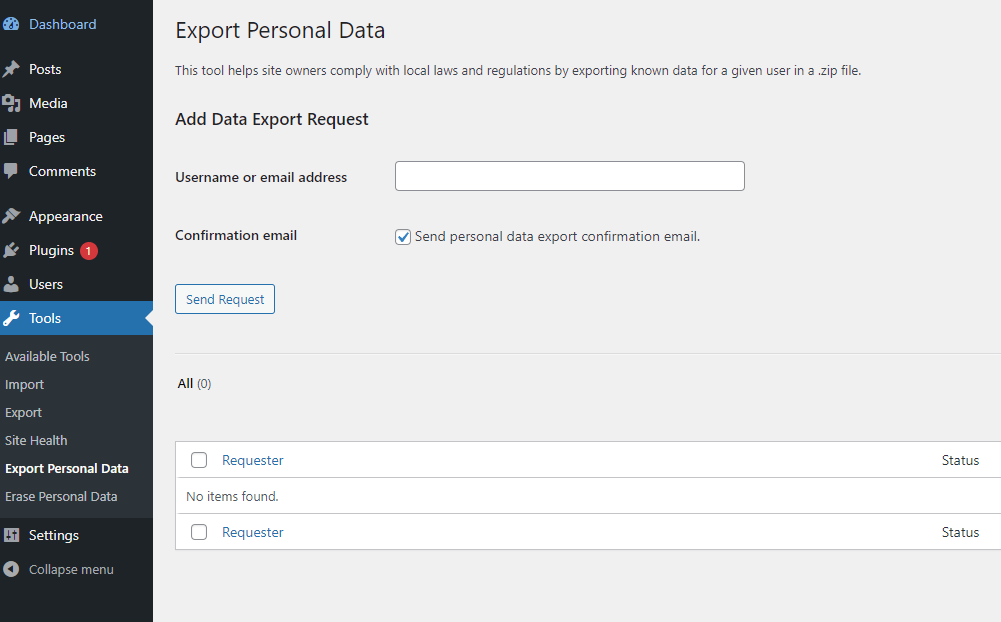 Dashboard
Posts
Media
Pages
Comments
Appearance
Plugins 1
Users
Tools
Available Tools
Import
Export
Site Health
Export Personal Data
Erase Personal Data
Settings
Collapse menu
Export Personal Data
This tool helps site owners comply with local laws and regulations by exporting known data for a given user in a .zip file.
Add Data Export Request
Username or email address
Confirmation email
Send personal data export confirmation email.
Send Request
All (0)
Requester Status
No items found.
Requester Status